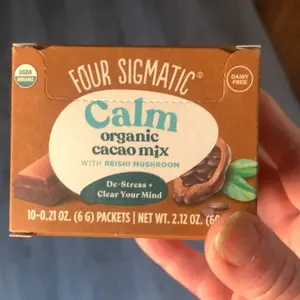 FOUR SIGMATIC®
USDA
ORGANIC
DAIRY
FREE
Calm
organic
cacao mix
WITH REISHI MUSHROOM
De-Stress +
Clear Your Mind
10-0.21 OZ. (6 G) PACKETS | NET WT. 2.12 OZ. (60